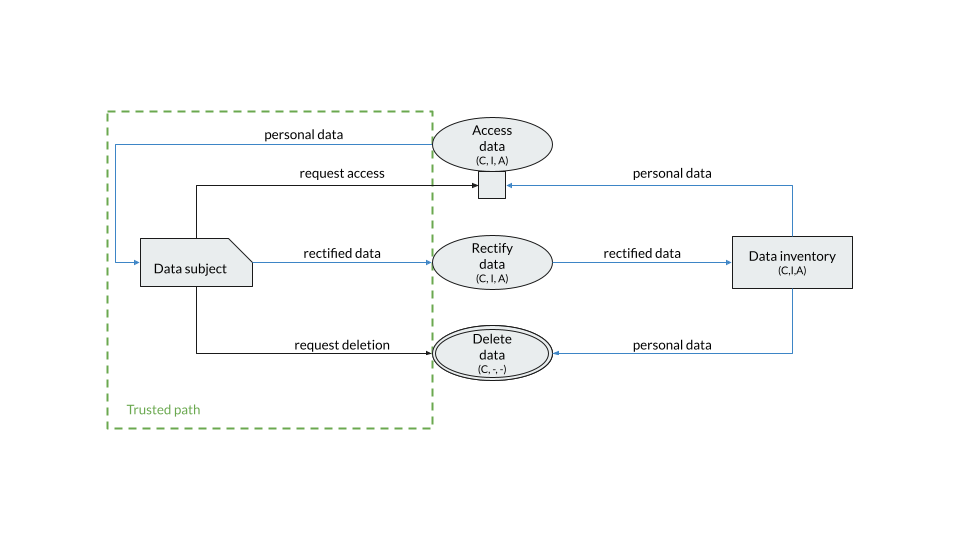 personal data
Access
data
(C, I, A)
request access
personal data
Data subject
rectified data
Rectify
data
(C, I, A)
rectified data
Data inventory
(C,I,A)
request deletion
Delete
data
(C, -, -)
personal data
Trusted path